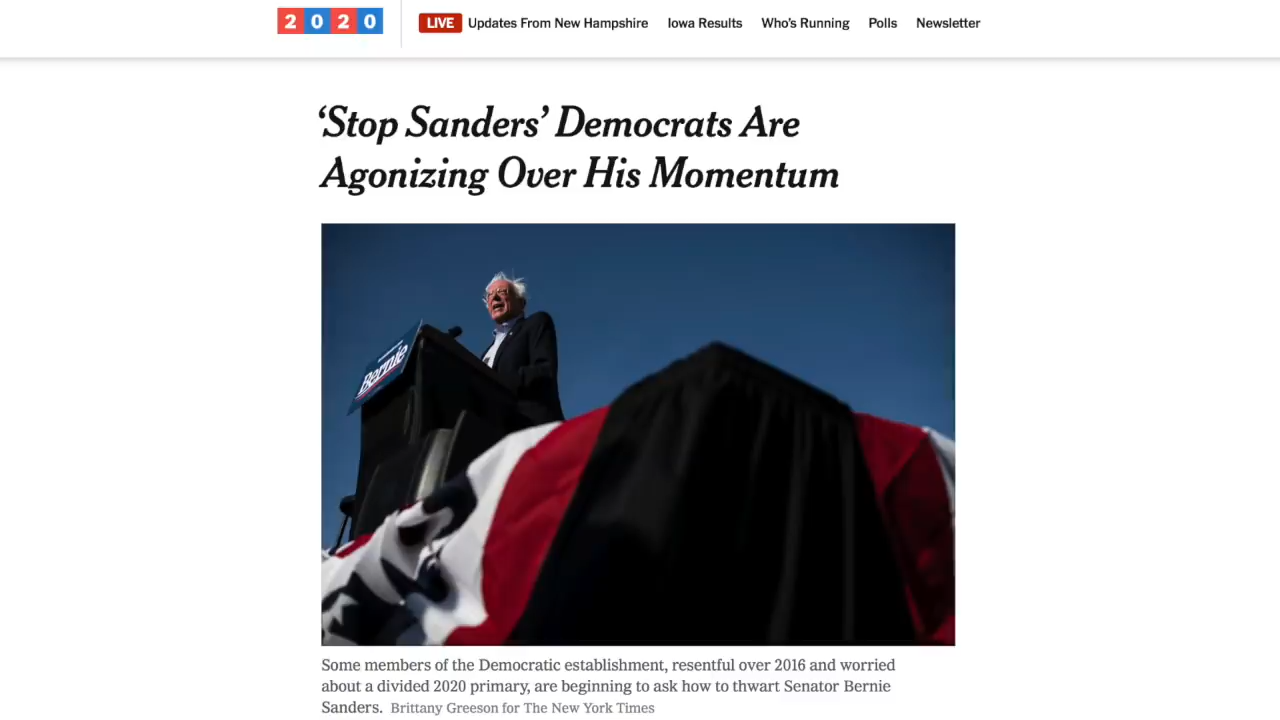 2020 LIVE Updates From New Hampshire Iowa Results Who's Running Polls Newsletter
‘Stop Sanders’ Democrats Are
Agonizing Over His Momentum
Bernie
Some members of the Democratic establishment, resentful over 2016 and worried
about a divided 2020 primary, are beginning to ask how to thwart Senator Bernie
Sanders. Brittany Greeson for The New York Times